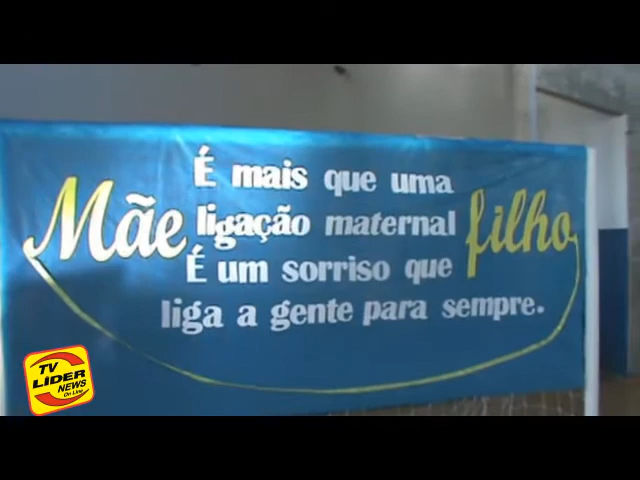 É mais que uma
Mãe ligação maternal filho
É um sorriso que
liga a gente para sempre.
TV
LIDER
NEWS
On Line